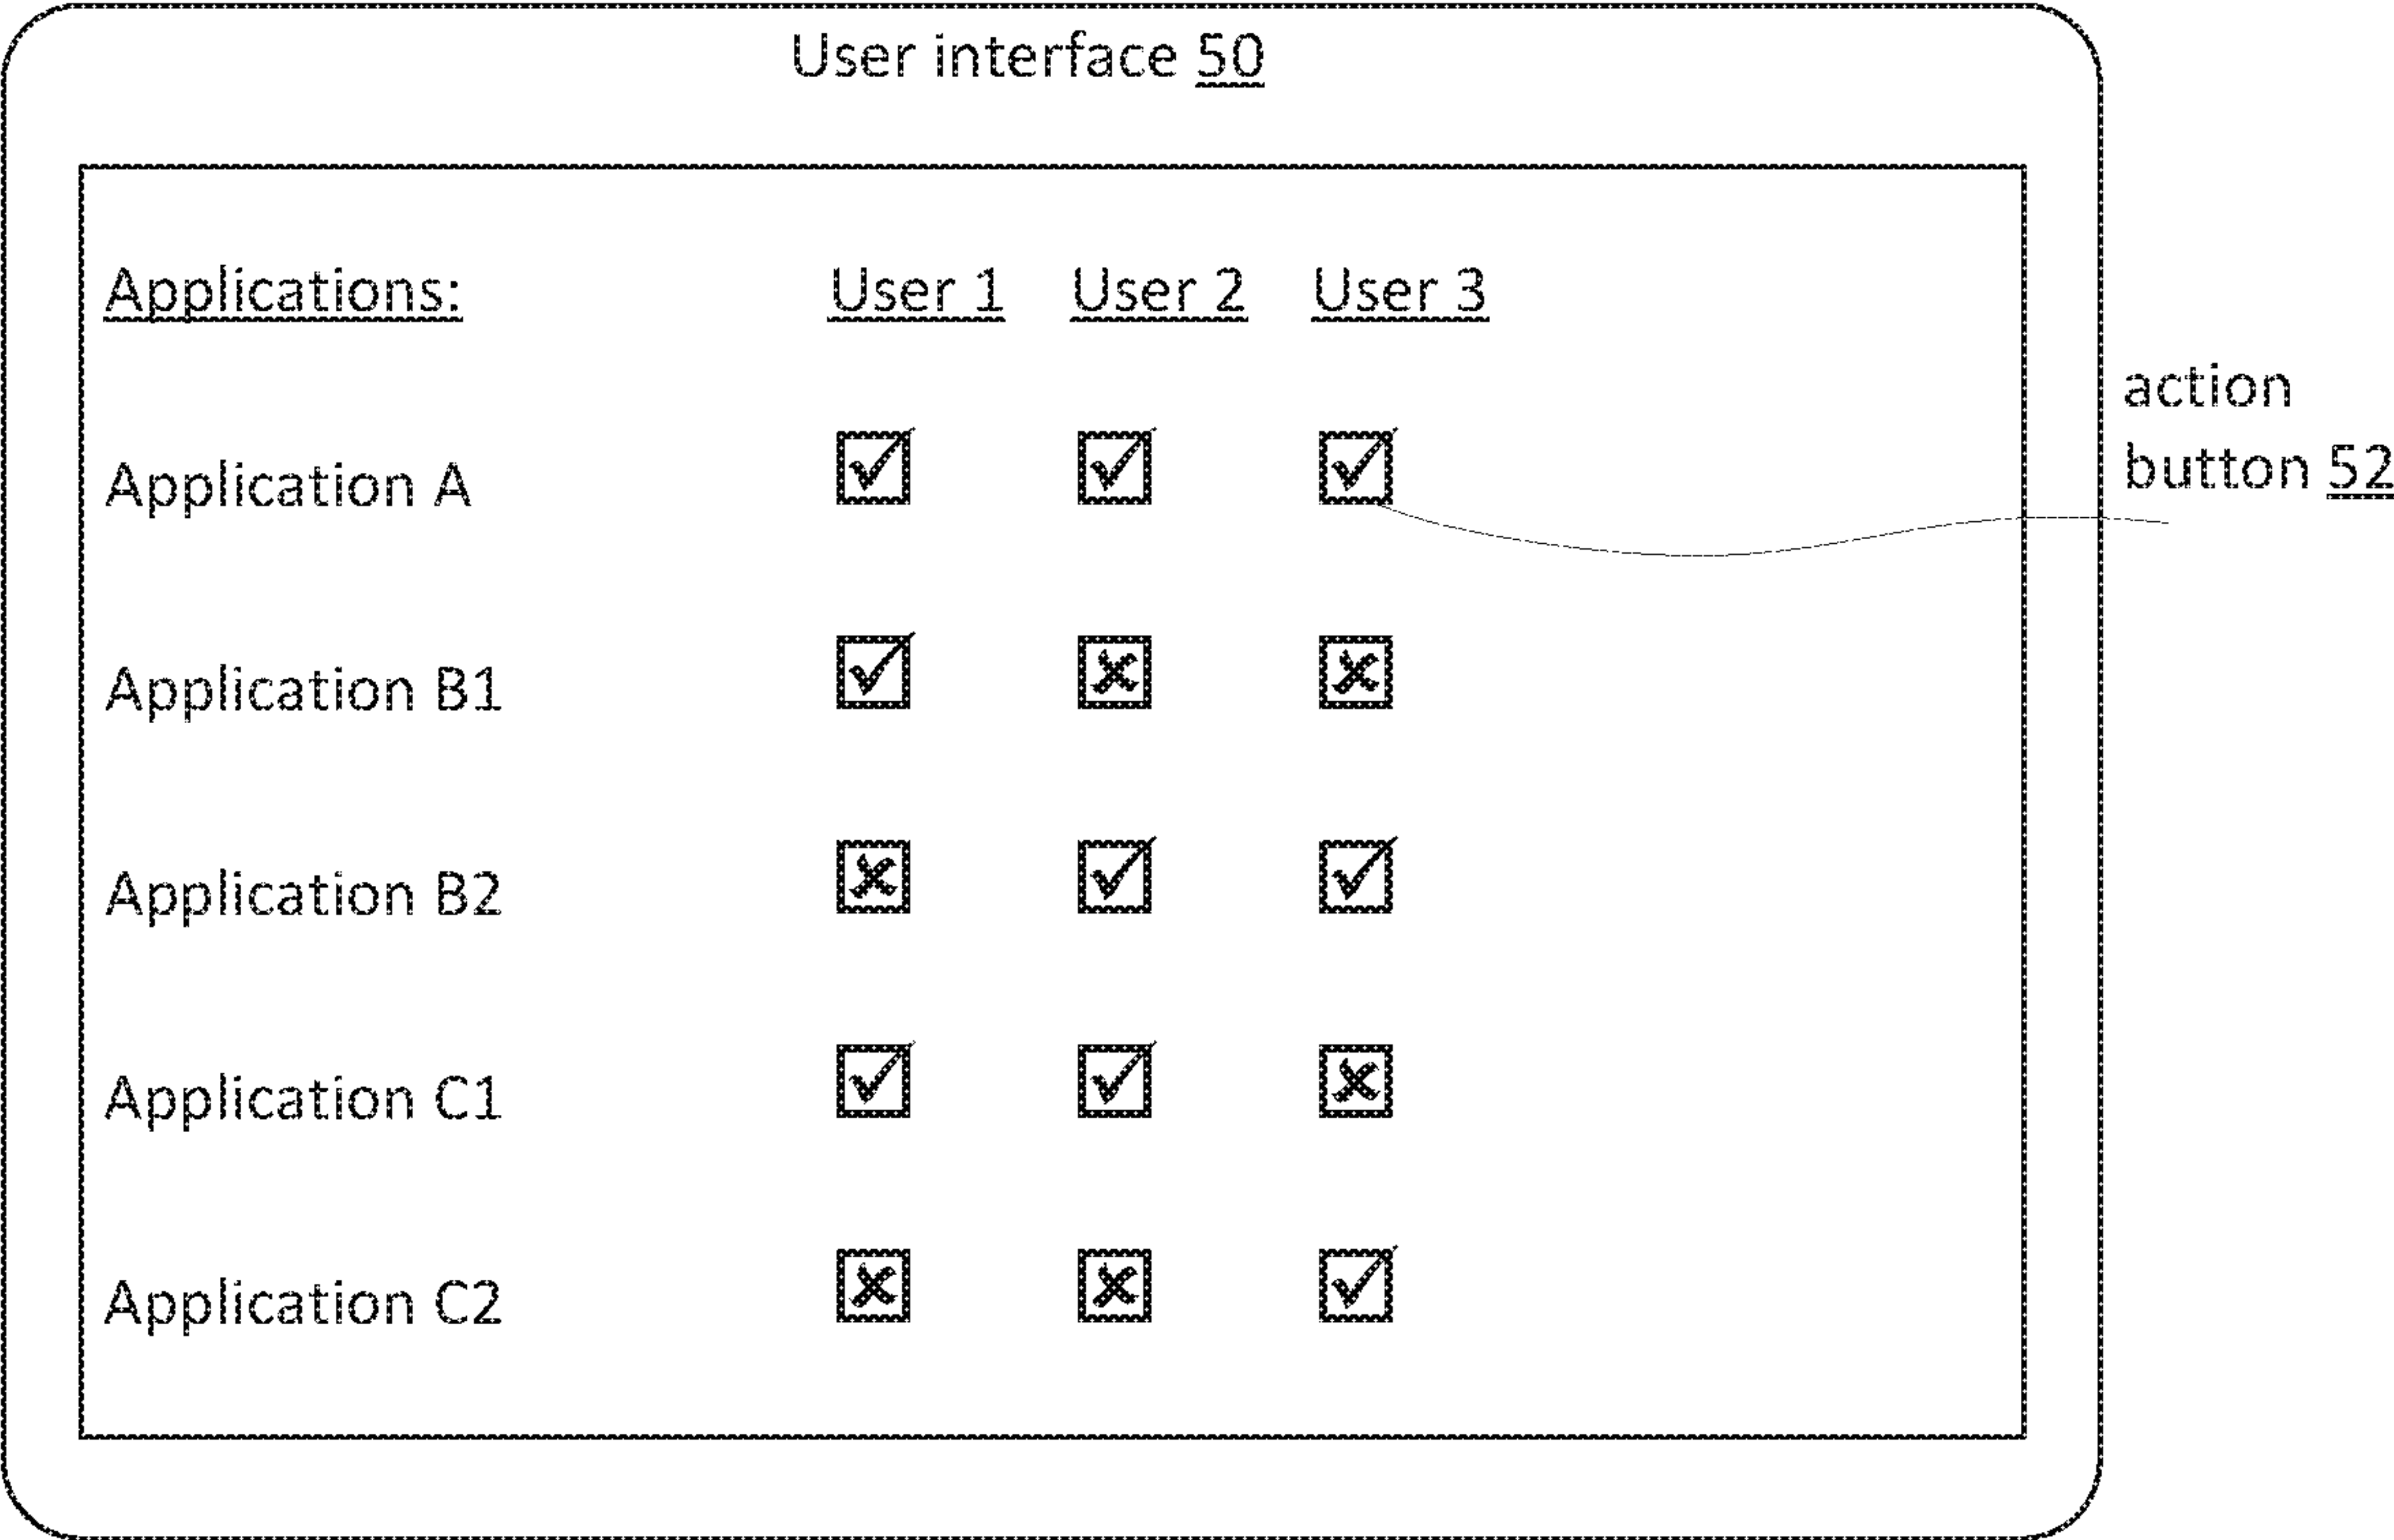 User interface 50
Applications: User 1 User 2 User 3
action
button 52
Application A
Application B1
Application B2
Application C1
Application C2